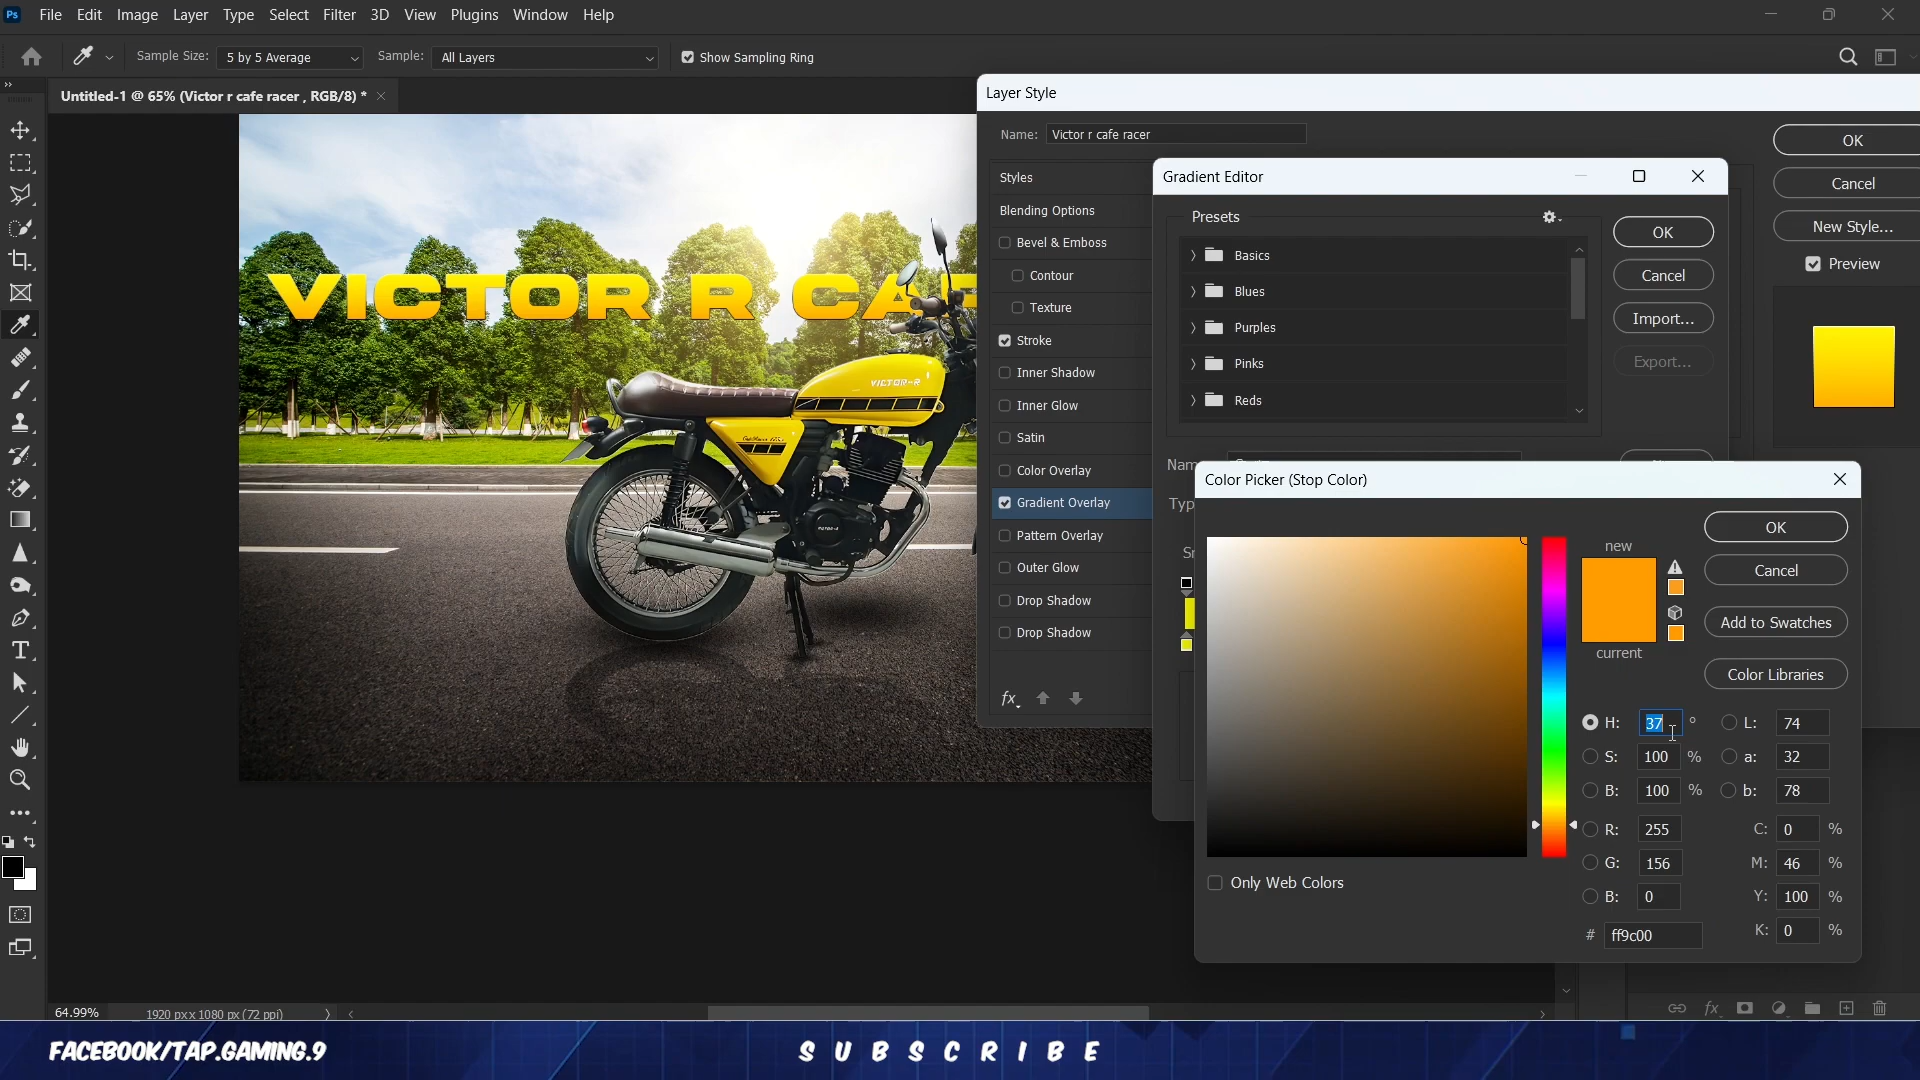 Ps File Edit Image Layer Type Select Filter 3D View Plugins Window Help
Sample Size: 5 by 5 Average Sample: All Layers Show Sampling Ring
Untitled-1 @ 65% (Victor r cafe racer , RGB/8) *
Layer Style
Name: Victor r cafe racer
OK
Cancel
New Style...
Preview
Styles
Blending Options
Bevel & Emboss
Contour
Texture
Stroke
Inner Shadow
Inner Glow
Satin
Color Overlay
Gradient Overlay
Pattern Overlay
Outer Glow
Drop Shadow
Drop Shadow
fx
Gradient Editor
Presets
Basics
Blues
Purples
Pinks
Reds
OK
Cancel
Import...
Export...
Nam
Typ
Color Picker (Stop Color)
new
current
OK
Cancel
Add to Swatches
Color Libraries
H: 37 ° L: 74
S: 100 % a: 32
B: 100 % b: 78
R: 255 C: 0 %
G: 156 M: 46 %
B: 0 Y: 100 %
# ff9c00 K: 0 %
Only Web Colors
VICTOR R CAF
VICTOR-R
64.99% 1920 px x 1080 px (72 ppi)
fx
FACEBOOK/TAP.GAMING.9
SUBSCRIBE